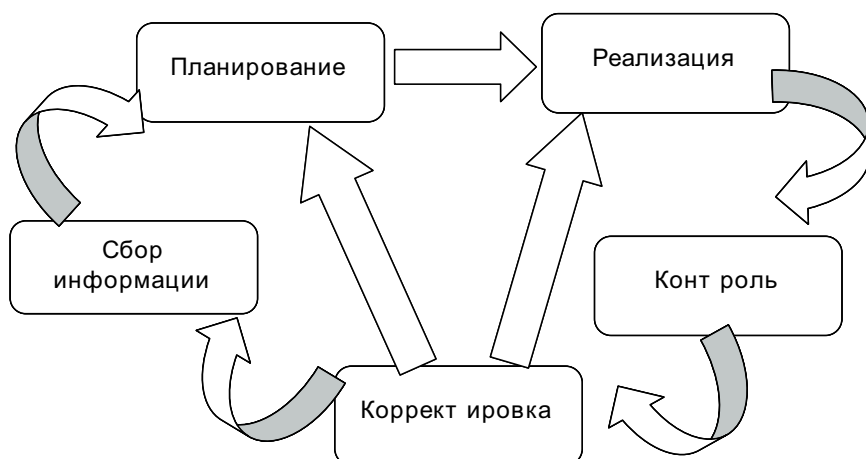 Планирование
Реализация
Сбор
информации
Конт роль
Коррект ировка